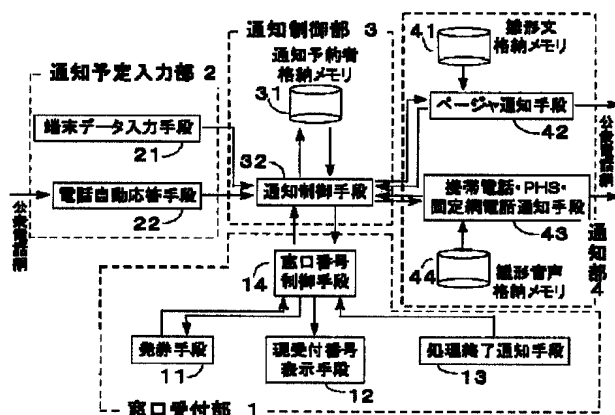 通知制御部 3
通知予約者
格納メモリ
31
41
雛形文
格納メモリ
通知予定入力部 2
端末データ入力手段
21
32
ページャ通知手段
42
公衆電話網
通知制御手段
電話自動応答手段
22
公衆電話網
携帯電話・PHS・
固定網電話通知手段
43
通知部 4
14
窓口番号
制御手段
44
雛形音声
格納メモリ
発券手段
11
現受付番号
表示手段
12
処理終了通知手段
13
窓口受付部 1